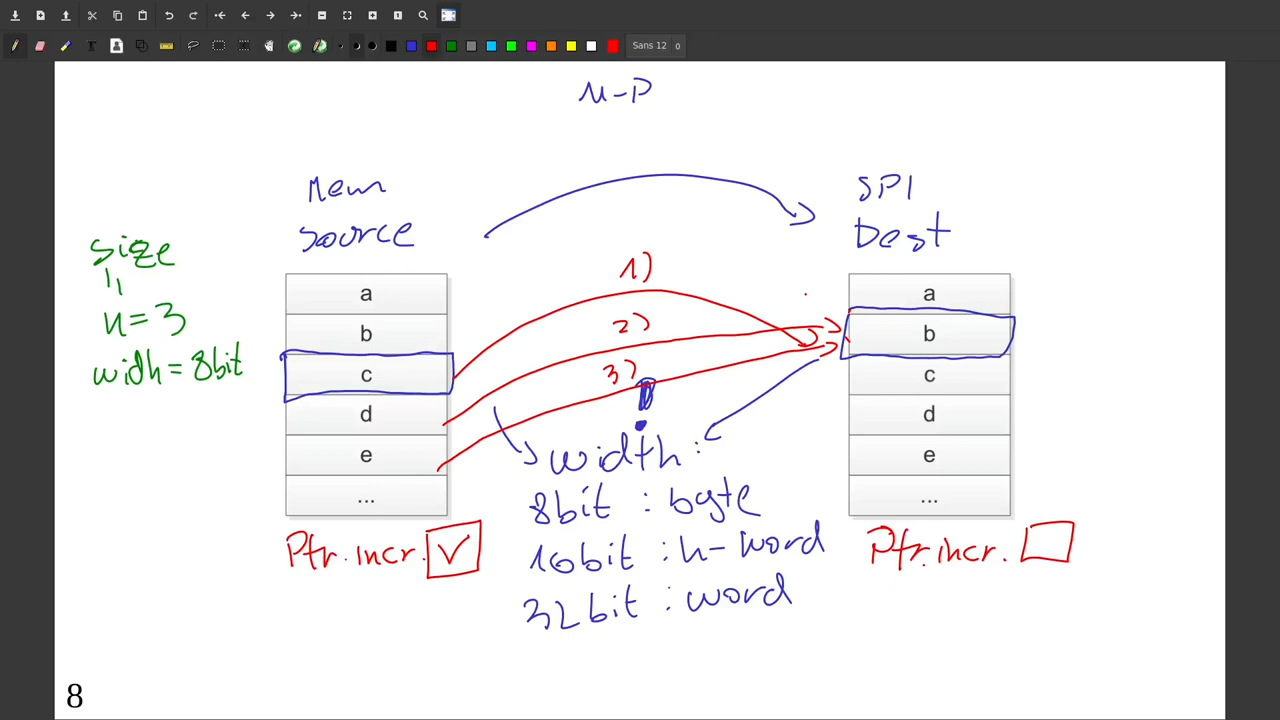 Sans 12
M-P
Mem
source
SPI
Dest
size
n=3
widh = 8bit
a
b
c
d
e
...
1)
2)
3)
a
b
c
d
e
...
width :
8bit : byte
16bit : h-word
32bit : word
Ptr. incr.
Ptr. incr.
8